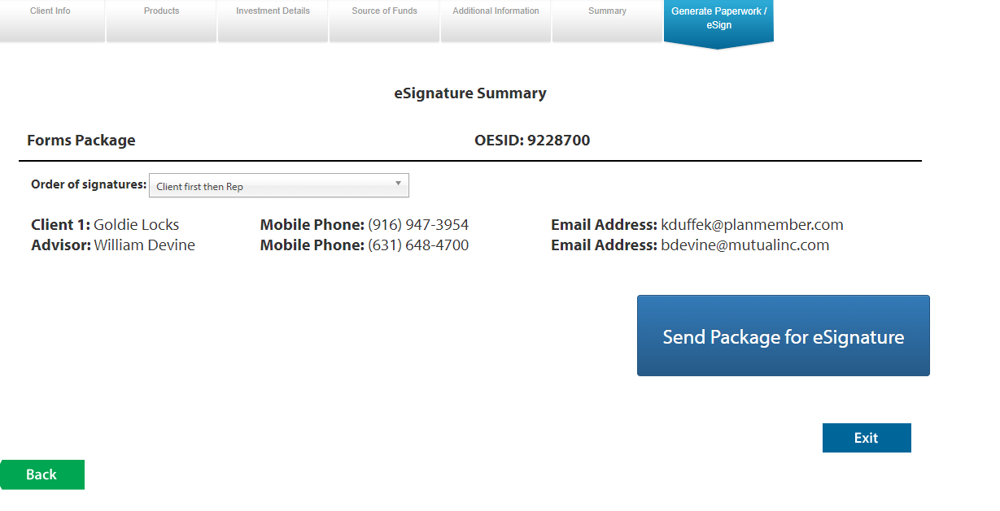 Client Info
Products
Investment Details
Source of Funds
Additional Information
Summary
Generate Paperwork /
eSign
eSignature Summary
Forms Package
OESID: 9228700
Order of signatures: Client first then Rep
Client 1: Goldie Locks Mobile Phone: (916) 947-3954 Email Address: kduffek@planmember.com
Advisor: William Devine Mobile Phone: (631) 648-4700 Email Address: bdevine@mutualinc.com
Send Package for eSignature
Exit
Back